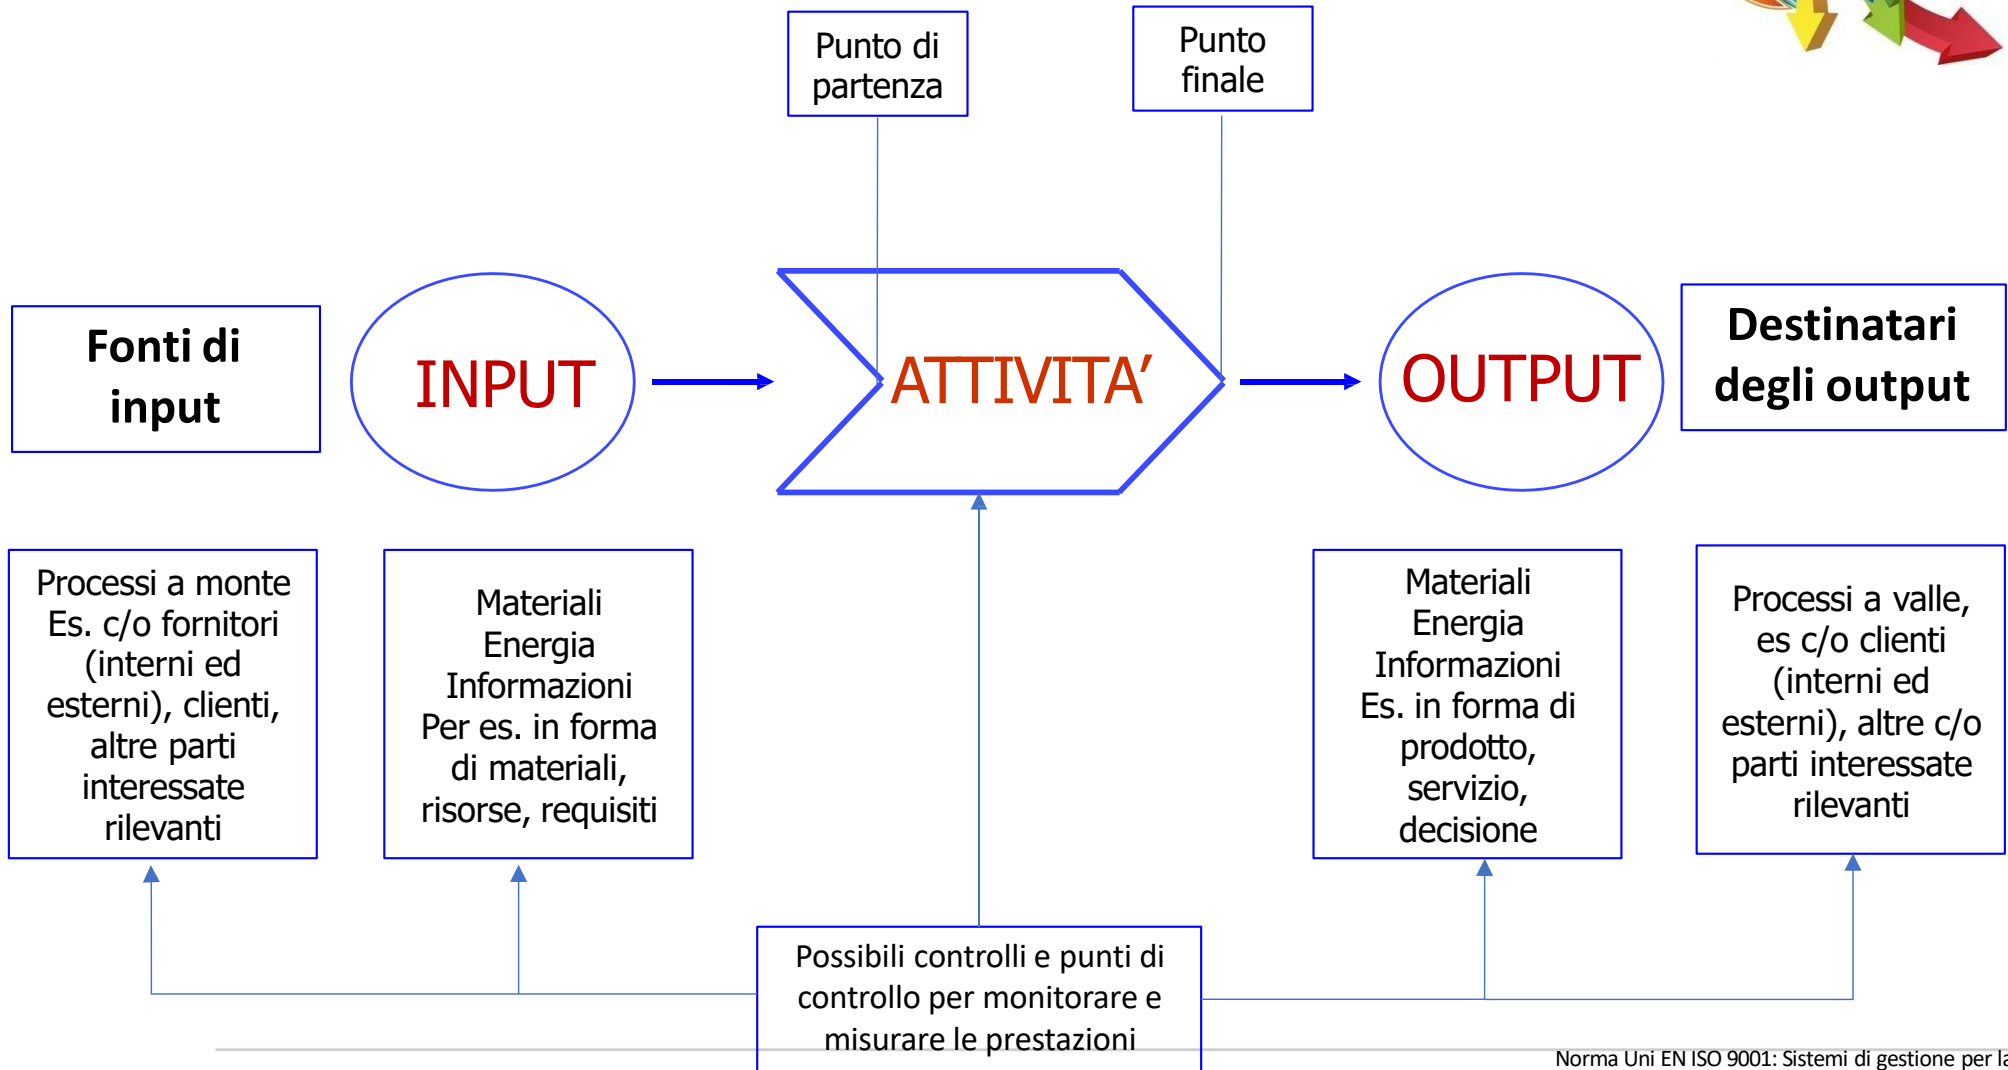 Punto di
partenza
Punto
finale
Fonti di
input
INPUT
ATTIVITA’
OUTPUT
Destinatari
degli output
Processi a monte
Es. c/o fornitori
(interni ed
esterni), clienti,
altre parti
interessate
rilevanti
Materiali
Energia
Informazioni
Per es. in forma
di materiali,
risorse, requisiti
Materiali
Energia
Informazioni
Es. in forma di
prodotto,
servizio,
decisione
Processi a valle,
es c/o clienti
(interni ed
esterni), altre c/o
parti interessate
rilevanti
Possibili controlli e punti di
controllo per monitorare e
misurare le prestazioni
Norma Uni EN ISO 9001: Sistemi di gestione per la